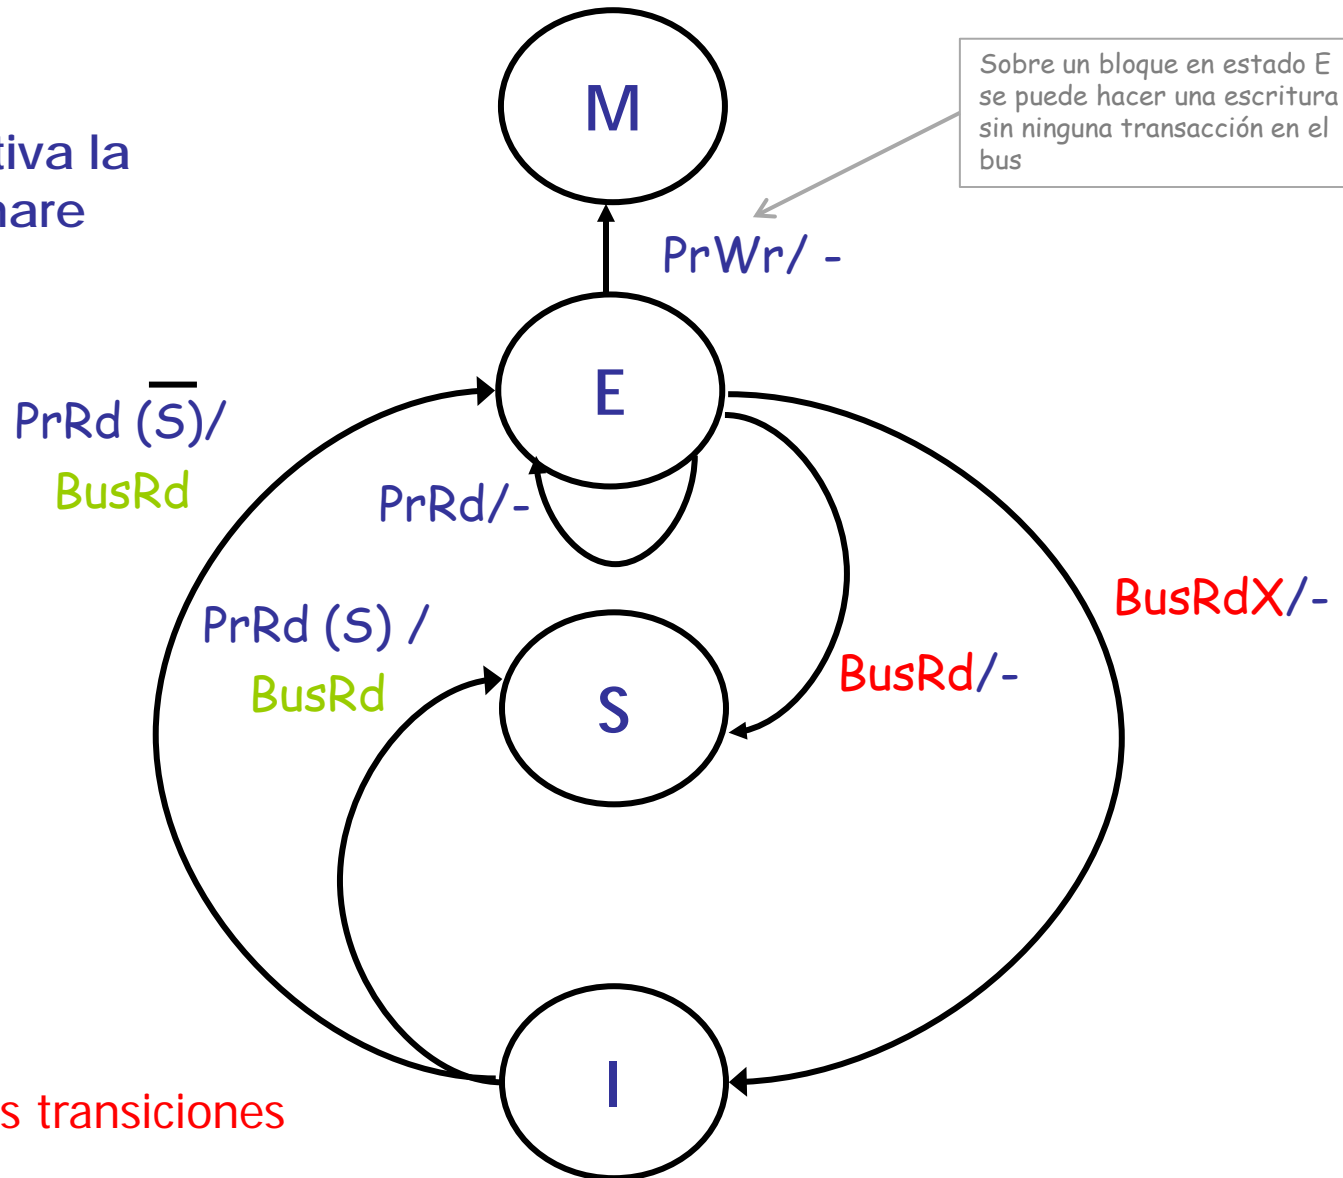 M
Sobre un bloque en estado E
se puede hacer una escritura
sin ninguna transacción en el
bus
tiva la
nare
PrWr/ -
E
PrRd (S̅)/
BusRd
PrRd/-
PrRd (S) /
BusRd
S
BusRd/-
BusRdX/-
I
s transiciones